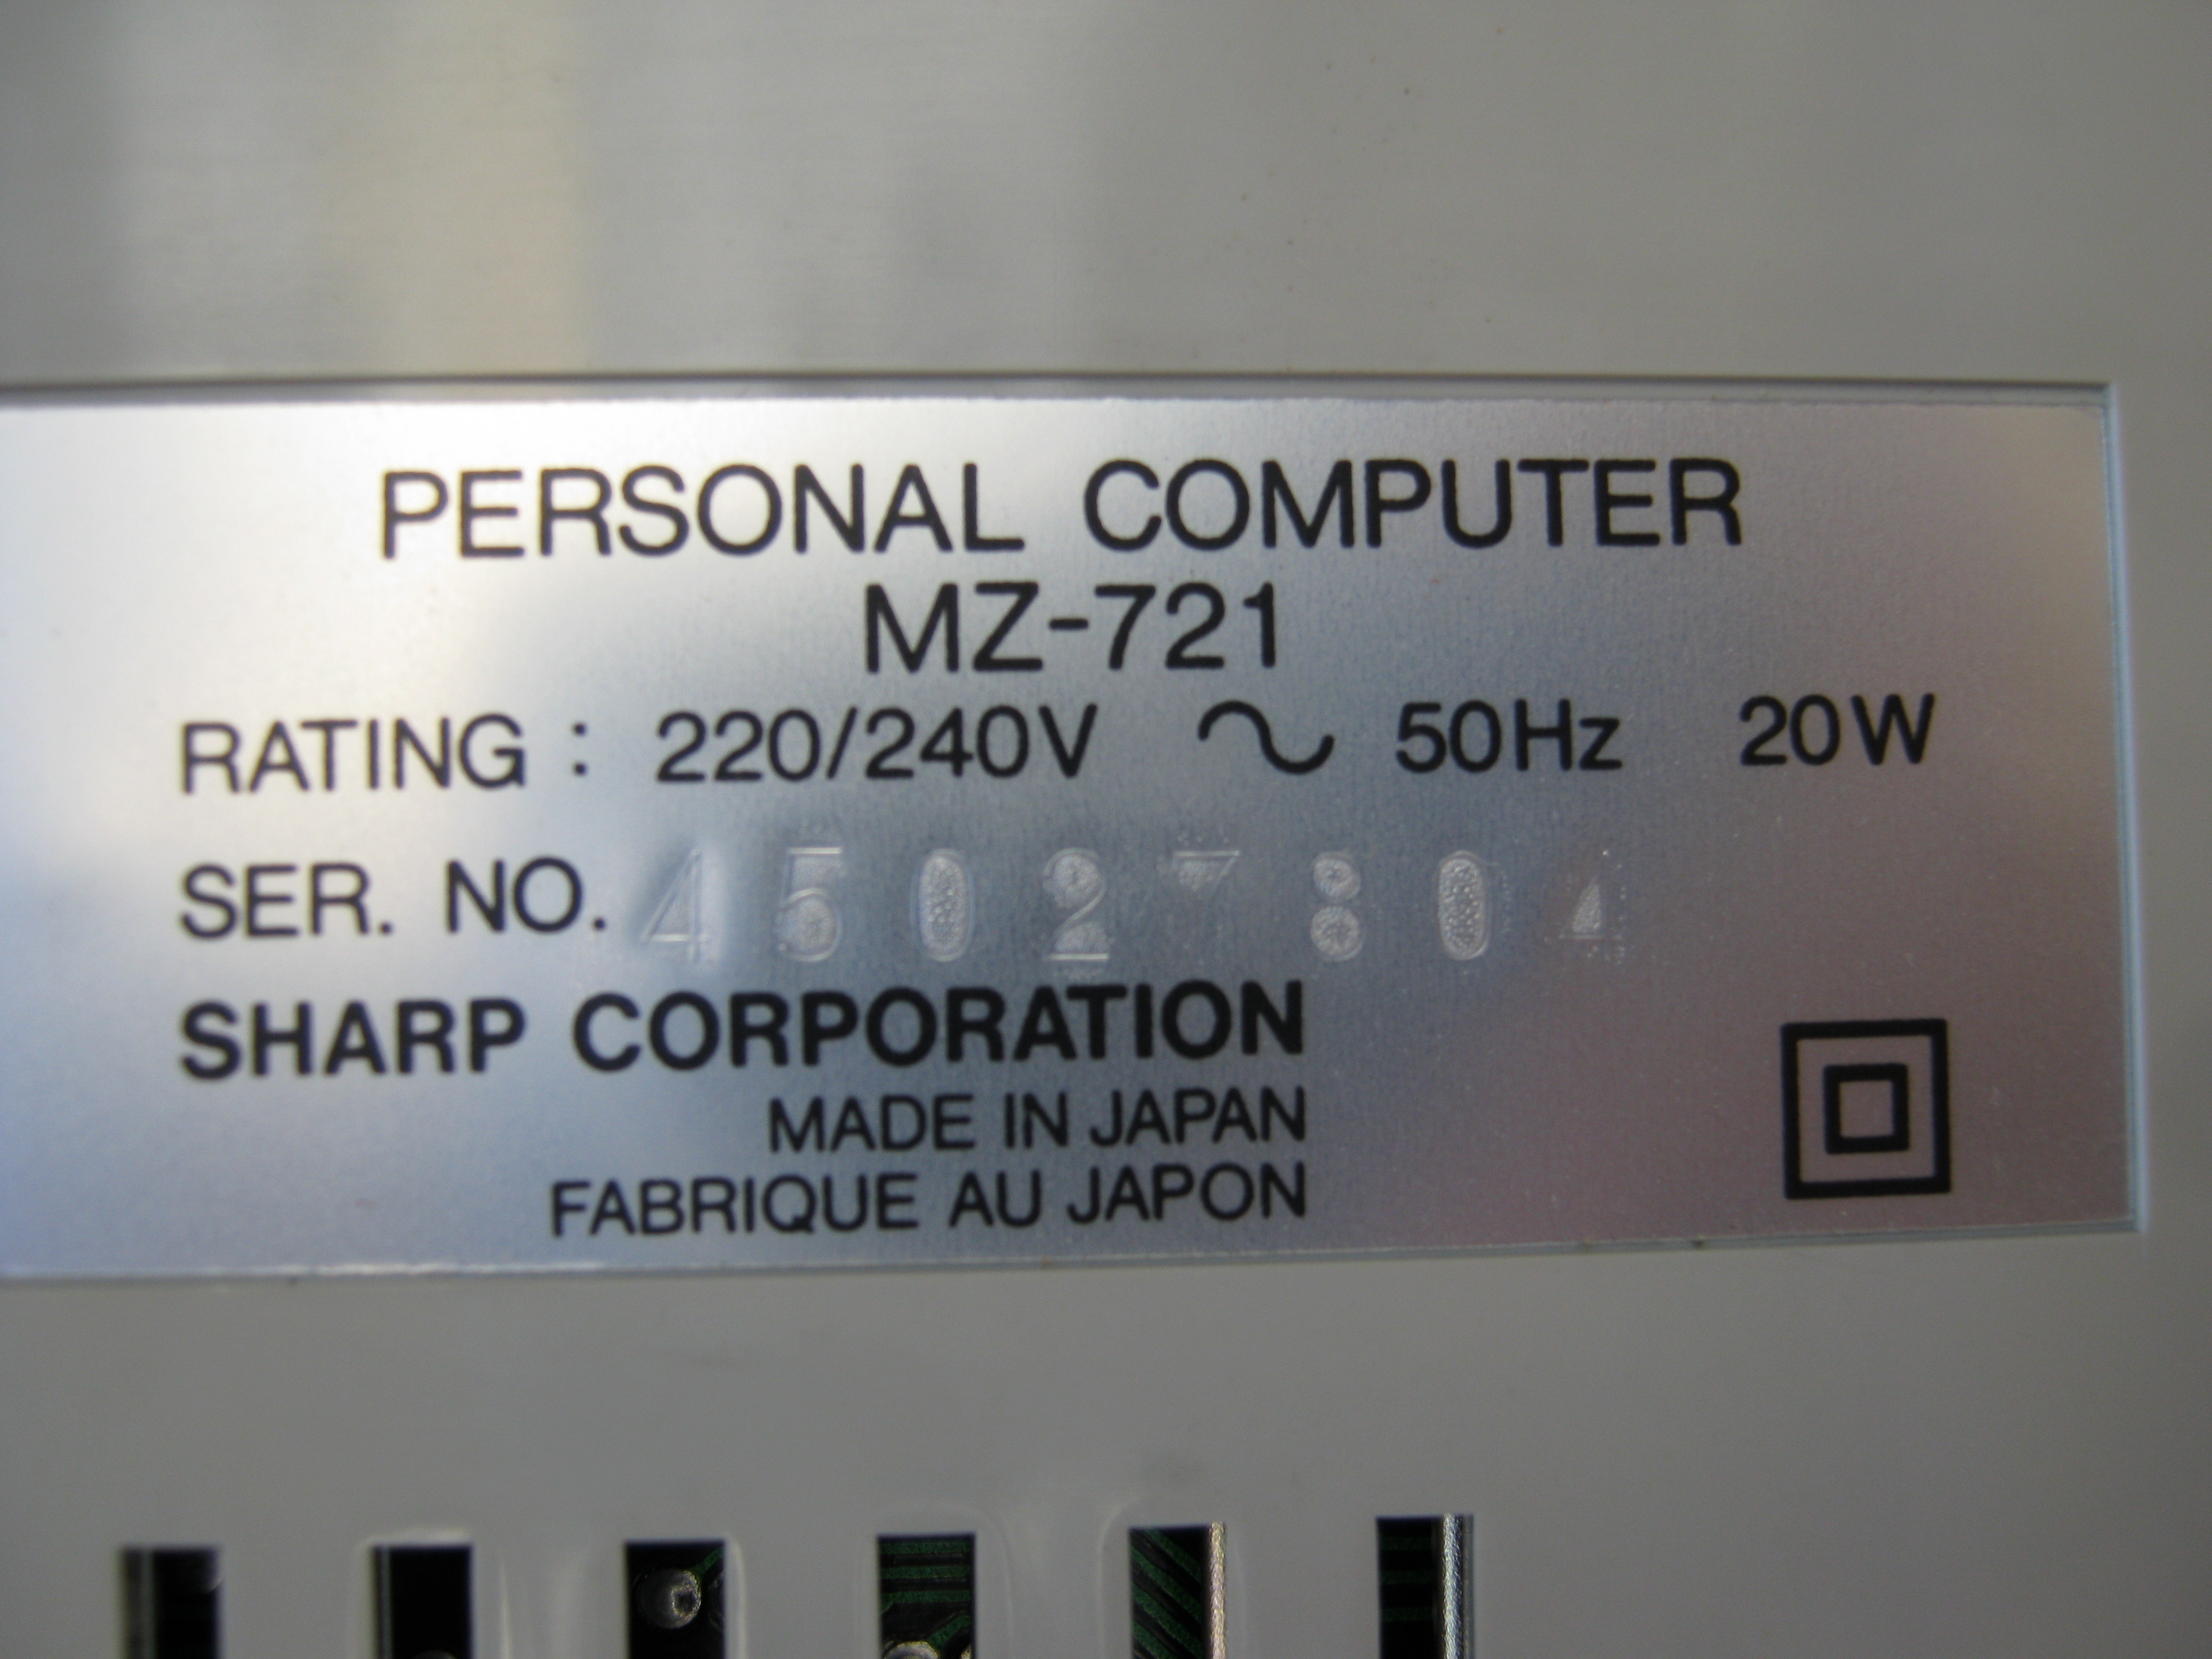 PERSONAL COMPUTER
MZ-721
RATING : 220/240V ∿ 50Hz 20W
SER. NO. 45027804
SHARP CORPORATION
MADE IN JAPAN
FABRIQUE AU JAPON